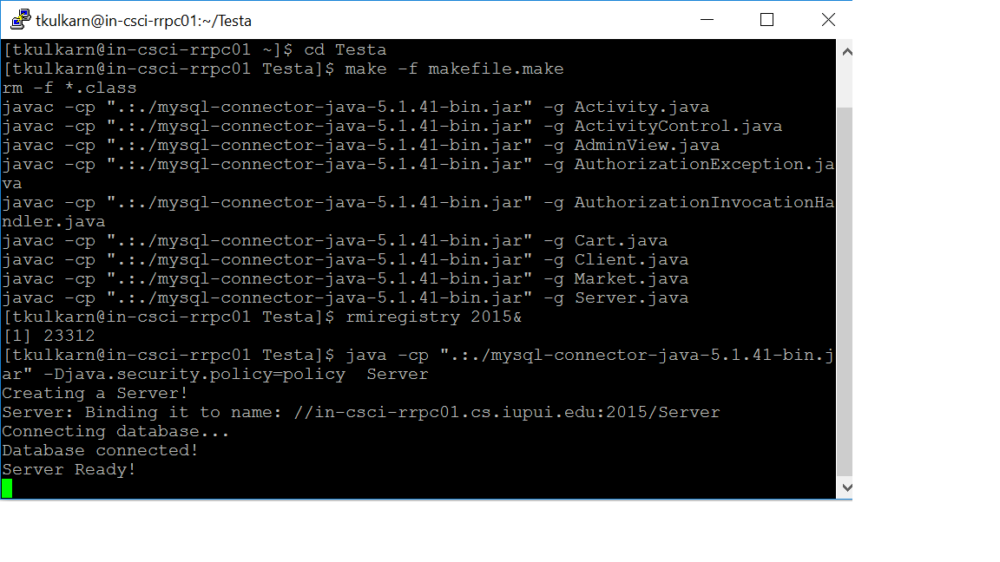 tkulkarn@in-csci-rrpc01:~/Testa
[tkulkarn@in-csci-rrpc01 ~]$ cd Testa
[tkulkarn@in-csci-rrpc01 Testa]$ make -f makefile.make
rm -f *.class
javac -cp ".:./mysql-connector-java-5.1.41-bin.jar" -g Activity.java
javac -cp ".:./mysql-connector-java-5.1.41-bin.jar" -g ActivityControl.java
javac -cp ".:./mysql-connector-java-5.1.41-bin.jar" -g AdminView.java
javac -cp ".:./mysql-connector-java-5.1.41-bin.jar" -g AuthorizationException.ja
va
javac -cp ".:./mysql-connector-java-5.1.41-bin.jar" -g AuthorizationInvocationHa
ndler.java
javac -cp ".:./mysql-connector-java-5.1.41-bin.jar" -g Cart.java
javac -cp ".:./mysql-connector-java-5.1.41-bin.jar" -g Client.java
javac -cp ".:./mysql-connector-java-5.1.41-bin.jar" -g Market.java
javac -cp ".:./mysql-connector-java-5.1.41-bin.jar" -g Server.java
[tkulkarn@in-csci-rrpc01 Testa]$ rmiregistry 2015&
[1] 23312
[tkulkarn@in-csci-rrpc01 Testa]$ java -cp ".:./mysql-connector-java-5.1.41-bin.j
ar" -Djava.security.policy=policy  Server
Creating a Server!
Server: Binding it to name: //in-csci-rrpc01.cs.iupui.edu:2015/Server
Connecting database...
Database connected!
Server Ready!